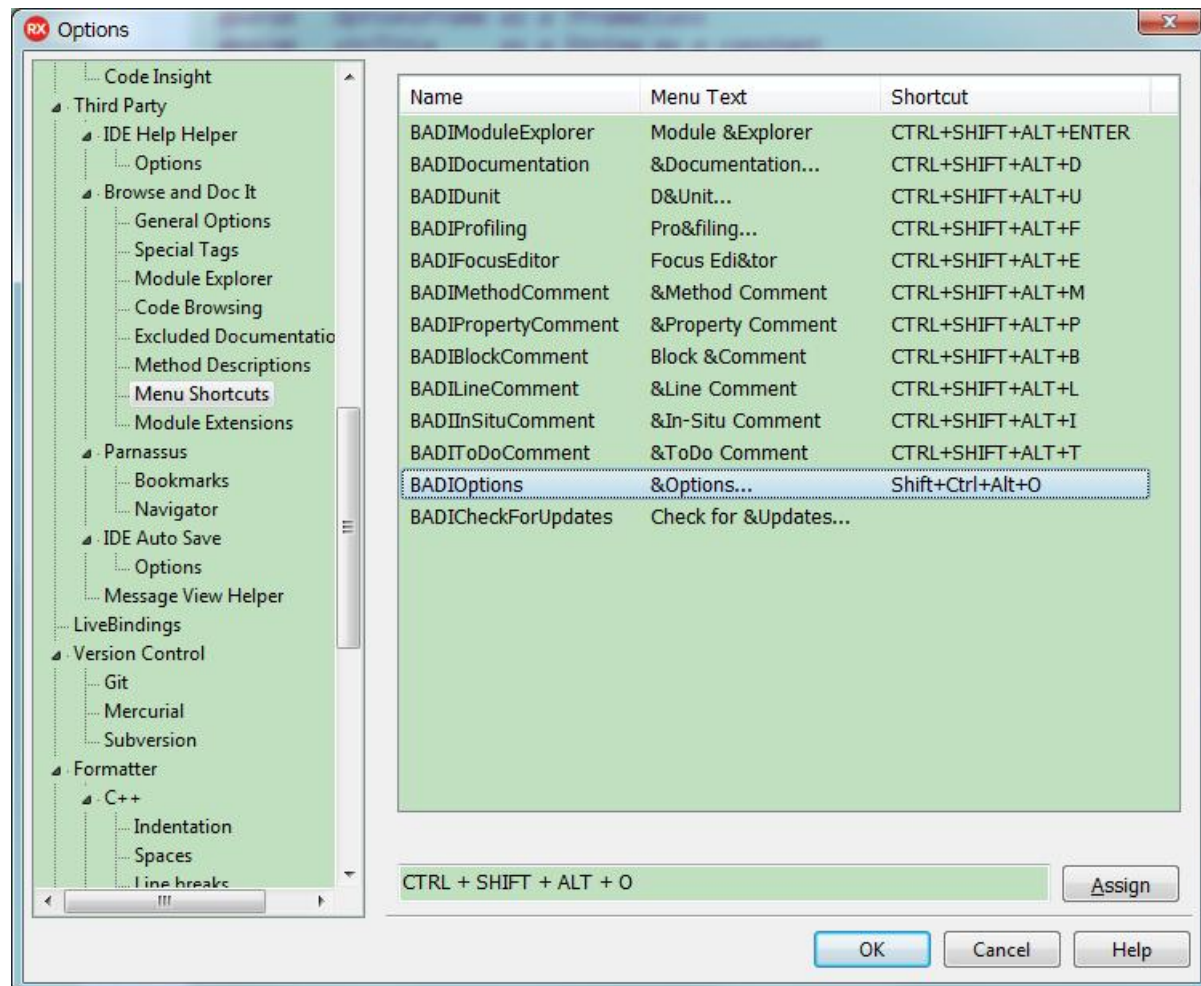 RX Options
Code Insight
Third Party
IDE Help Helper
Options
Browse and Doc It
General Options
Special Tags
Module Explorer
Code Browsing
Excluded Documentatio
Method Descriptions
Menu Shortcuts
Module Extensions
Parnassus
Bookmarks
Navigator
IDE Auto Save
Options
Message View Helper
LiveBindings
Version Control
Git
Mercurial
Subversion
Formatter
C++
Indentation
Spaces
Line breaks
Name Menu Text Shortcut
BADIModuleExplorer Module &Explorer CTRL+SHIFT+ALT+ENTER
BADIDocumentation &Documentation... CTRL+SHIFT+ALT+D
BADIDunit D&Unit... CTRL+SHIFT+ALT+U
BADIProfiling Pro&filing... CTRL+SHIFT+ALT+F
BADIFocusEditor Focus Edi&tor CTRL+SHIFT+ALT+E
BADIMethodComment &Method Comment CTRL+SHIFT+ALT+M
BADIPropertyComment &Property Comment CTRL+SHIFT+ALT+P
BADIBlockComment Block &Comment CTRL+SHIFT+ALT+B
BADILineComment &Line Comment CTRL+SHIFT+ALT+L
BADIInSituComment &In-Situ Comment CTRL+SHIFT+ALT+I
BADIToDoComment &ToDo Comment CTRL+SHIFT+ALT+T
BADIOptions &Options... Shift+Ctrl+Alt+O
BADICheckForUpdates Check for &Updates...
CTRL + SHIFT + ALT + O Assign
OK Cancel Help